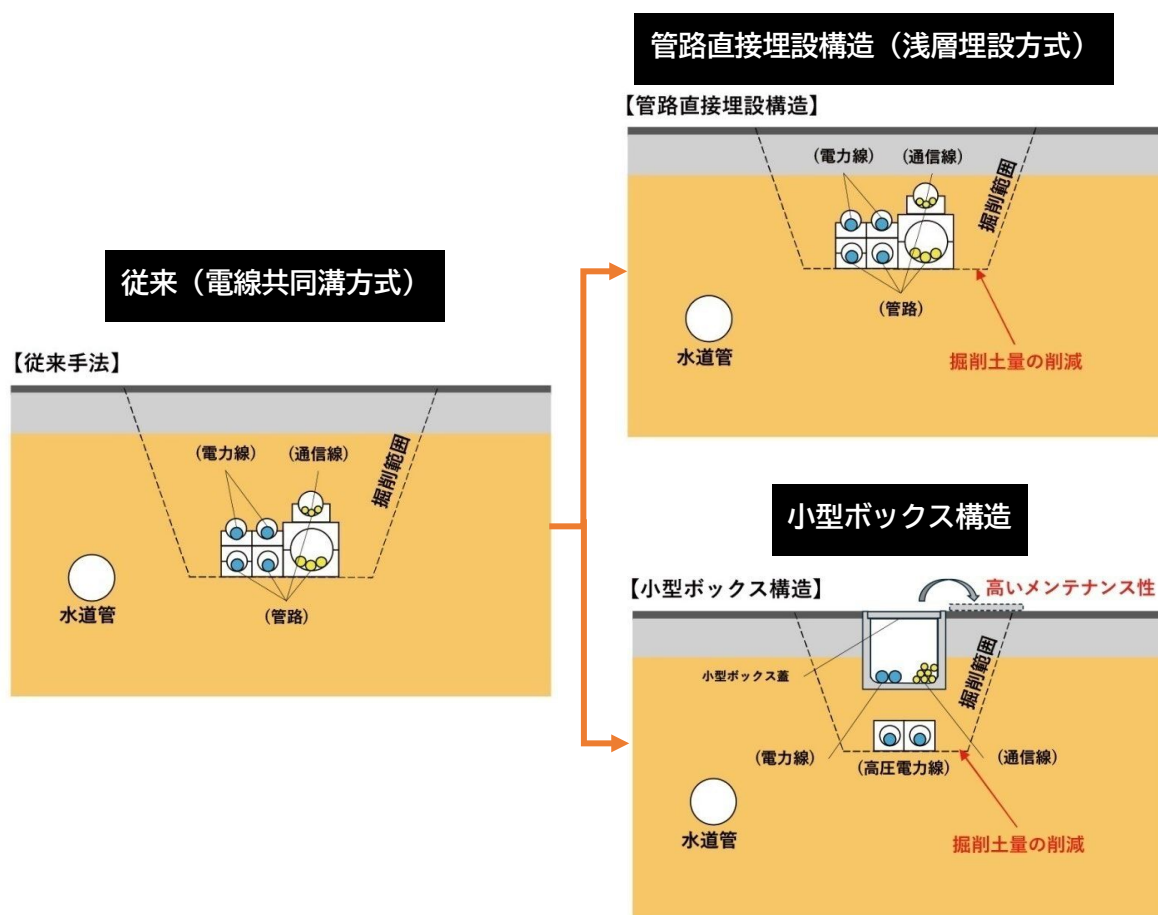 従来（電線共同溝方式）
【従来手法】
（電力線）
（通信線）
掘削範囲
（管路）
水道管
管路直接埋設構造（浅層埋設方式）
【管路直接埋設構造】
（電力線）
（通信線）
掘削範囲
（管路）
水道管
掘削土量の削減
小型ボックス構造
【小型ボックス構造】
高いメンテナンス性
小型ボックス蓋
掘削範囲
（電力線）
（高圧電力線）
（通信線）
水道管
掘削土量の削減